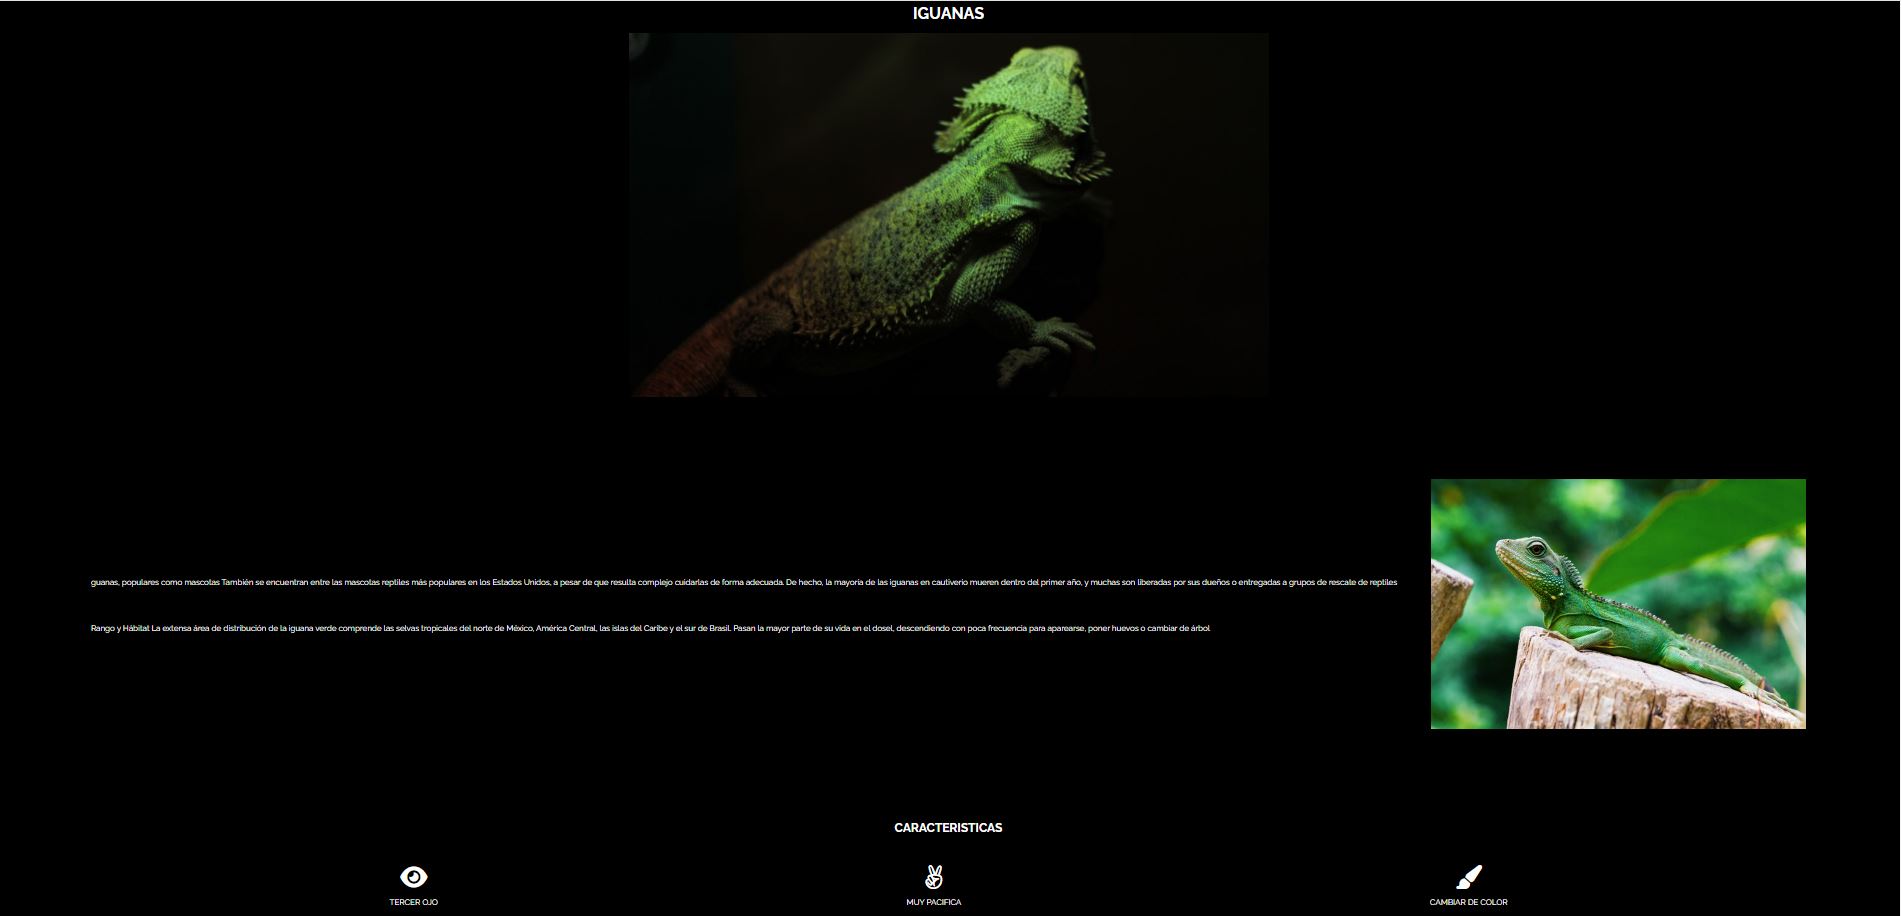 IGUANAS
guanas, populares como mascotas También se encuentran entre las mascotas reptiles más populares en los Estados Unidos, a pesar de que resulta complejo cuidarlas de forma adecuada. De hecho, la mayoría de las iguanas en cautiverio mueren dentro del primer año, y muchas son liberadas por sus dueños o entregadas a grupos de rescate de reptiles
Rango y Hábitat La extensa área de distribución de la iguana verde comprende las selvas tropicales del norte de México, América Central, las islas del Caribe y el sur de Brasil. Pasan la mayor parte de su vida en el dosel, descendiendo con poca frecuencia para aparearse, poner huevos o cambiar de árbol
CARACTERISTICAS
TERCER OJO
MUY PACIFICA
CAMBIAR DE COLOR